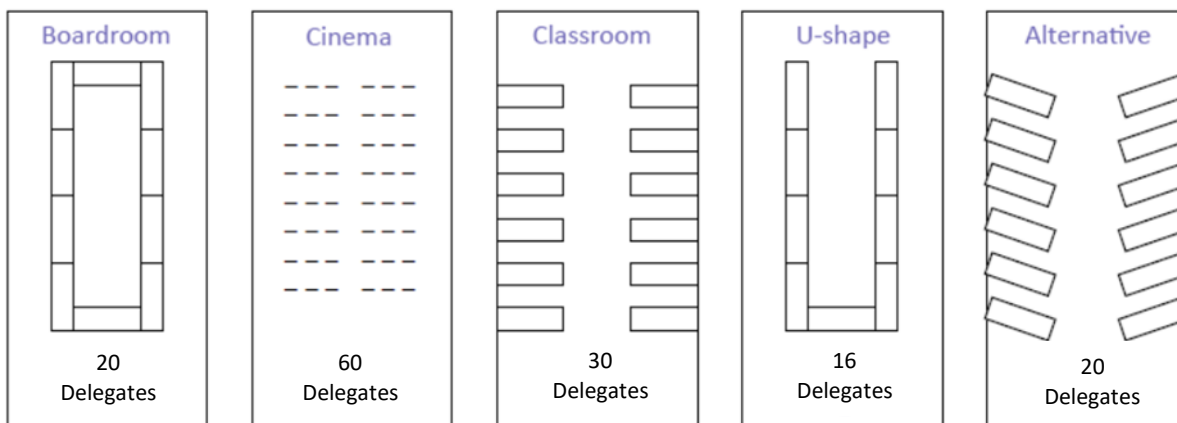 Boardroom
20
Delegates
Cinema
60
Delegates
Classroom
30
Delegates
U-shape
16
Delegates
Alternative
20
Delegates